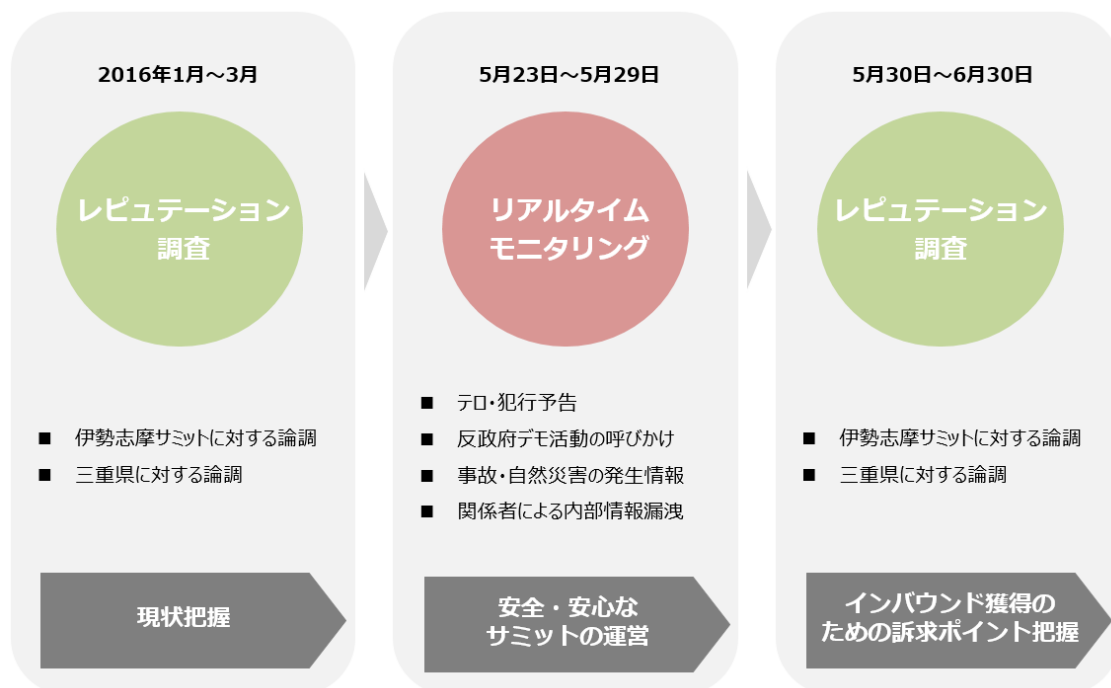 2016年1月～3月
レピュテーション
調査
■ 伊勢志摩サミットに対する論調
■ 三重県に対する論調
現状把握
5月23日～5月29日
リアルタイム
モニタリング
■ テロ・犯行予告
■ 反政府デモ活動の呼びかけ
■ 事故・自然災害の発生情報
■ 関係者による内部情報漏洩
安全・安心な
サミットの運営
5月30日～6月30日
レピュテーション
調査
■ 伊勢志摩サミットに対する論調
■ 三重県に対する論調
インバウンド獲得の
ための訴求ポイント把握